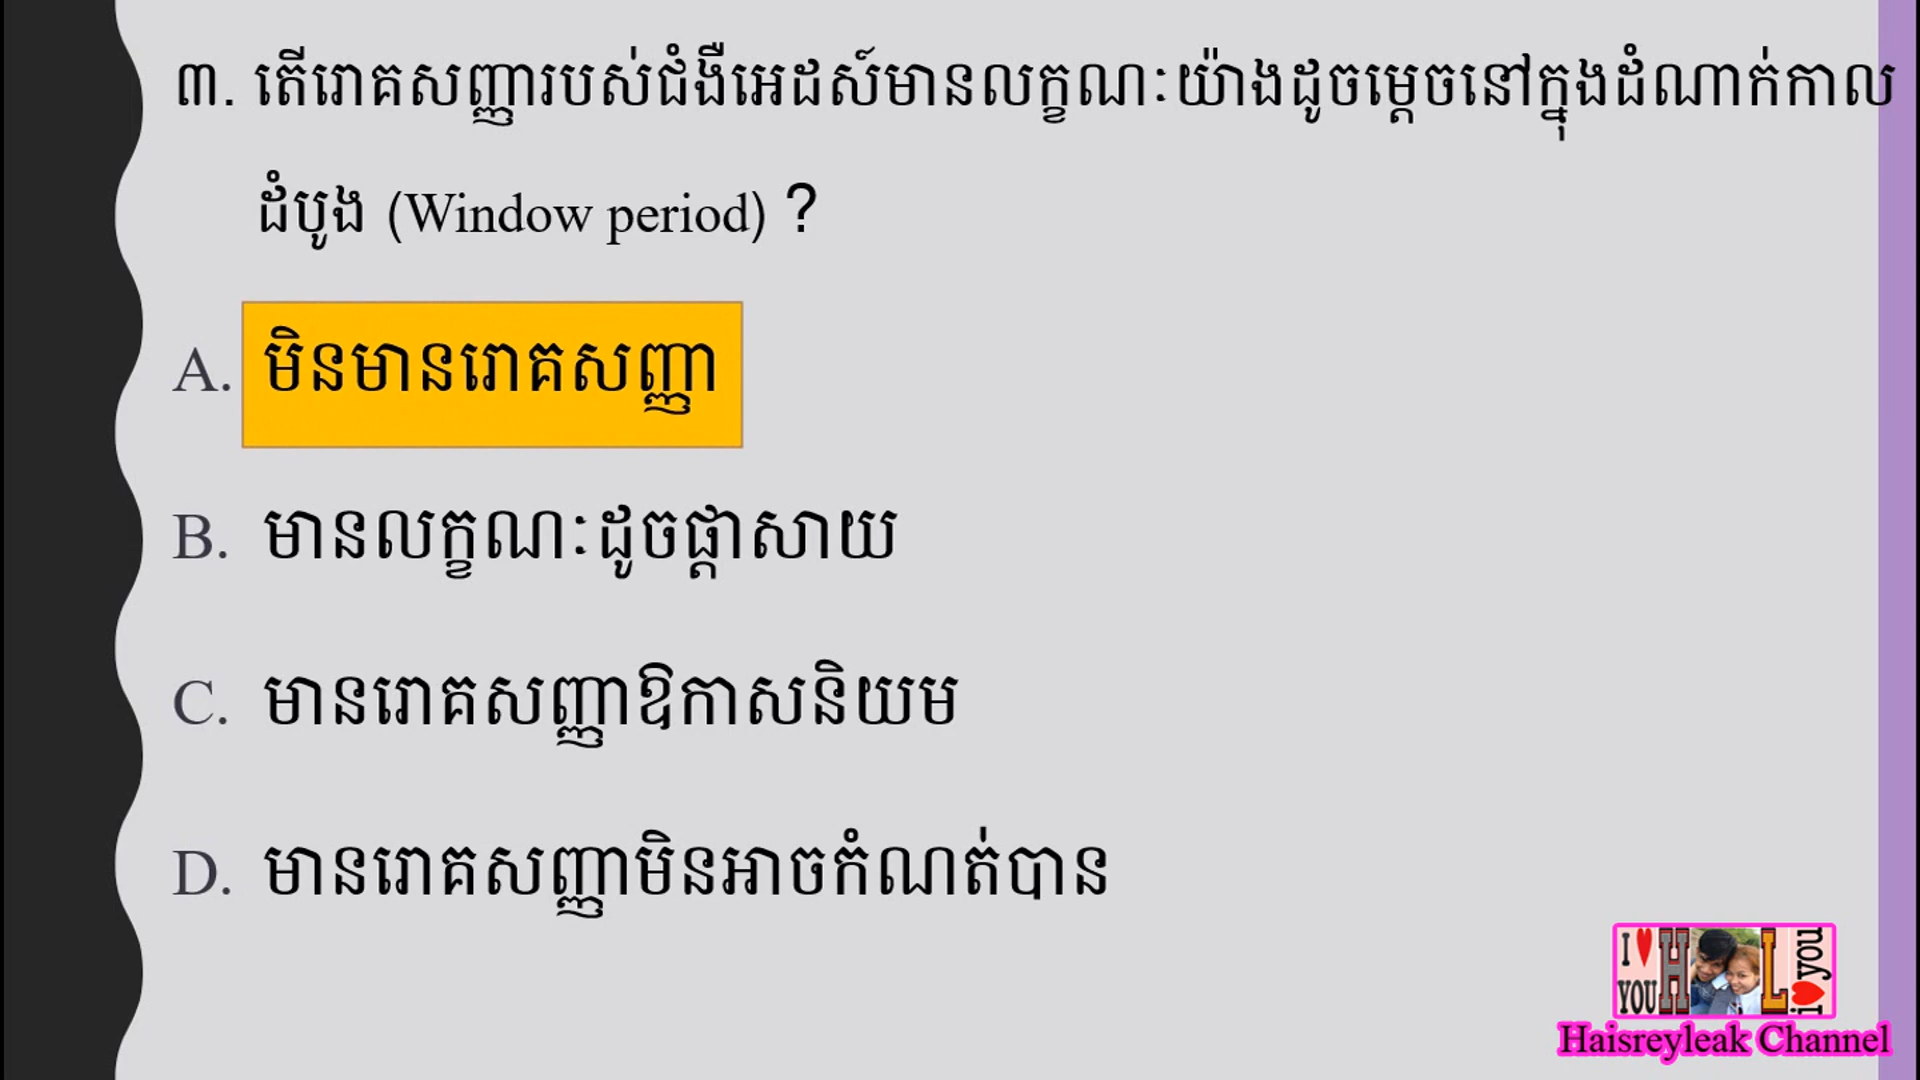 ៣. តើរោគសញ្ញារបស់ជំងឺអេដស៍មានលក្ខណៈយ៉ាងដូចម្ដេចនៅក្នុងដំណាក់កាល
ដំបូង (Window period) ?
A. មិនមានរោគសញ្ញា
B. មានលក្ខណៈដូចផ្ដាសាយ
C. មានរោគសញ្ញាឱកាសនិយម
D. មានរោគសញ្ញាមិនអាចកំណត់បាន
I ♥ YOU H L i ♥ you
Haisreyleak Channel